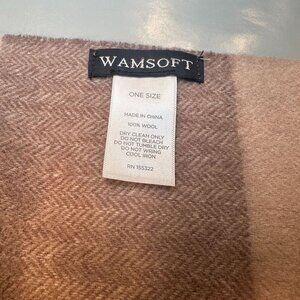 WAMSOFT
ONE SIZE
MADE IN CHINA
100% WOOL
DRY CLEAN ONLY
DO NOT BLEACH
DO NOT TUMBLE DRY
DO NOT WRING
COOL IRON
RN 155322